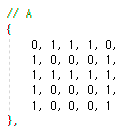 // A
{
0, 1, 1, 1, 0,
1, 0, 0, 0, 1,
1, 1, 1, 1, 1,
1, 0, 0, 0, 1,
1, 0, 0, 0, 1
},